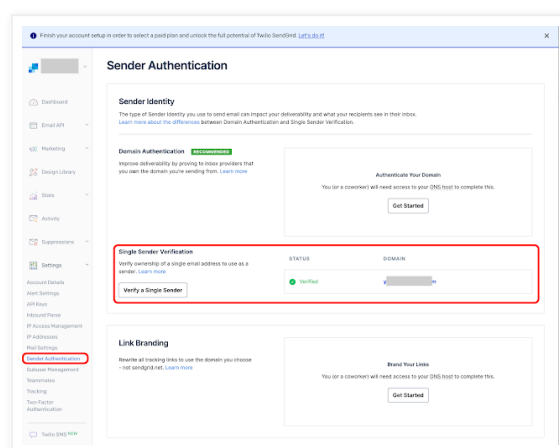 Finish your account setup in order to select a paid plan and unlock the full potential of Twilio SendGrid. Let's do it!
Sender Authentication
Dashboard
Email API
Marketing
Design Library
Stats
Activity
Suppressions
Settings
Account Details
Alert Settings
API Keys
Inbound Parse
IP Access Management
IP Addresses
Mail Settings
Sender Authentication
Subuser Management
Teammates
Tracking
Two-Factor
Authentication
Twilio SMS NEW
Sender Identity
The type of Sender Identity you use to send email can impact your deliverability and what your recipients see in their inbox.
Learn more about the differences between Domain Authentication and Single Sender Verification.
Domain Authentication RECOMMENDED
Improve deliverability by proving to inbox providers that
you own the domain you're sending from. Learn more
Authenticate Your Domain
You (or a coworker) will need access to your DNS host to complete this.
Get Started
Single Sender Verification
Verify ownership of a single email address to use as a
sender. Learn more
Verify a Single Sender
STATUS DOMAIN
Verified y m
Link Branding
Rewrite all tracking links to use the domain you choose
- not sendgrid.net. Learn more
Brand Your Links
You (or a coworker) will need access to your DNS host to complete this.
Get Started